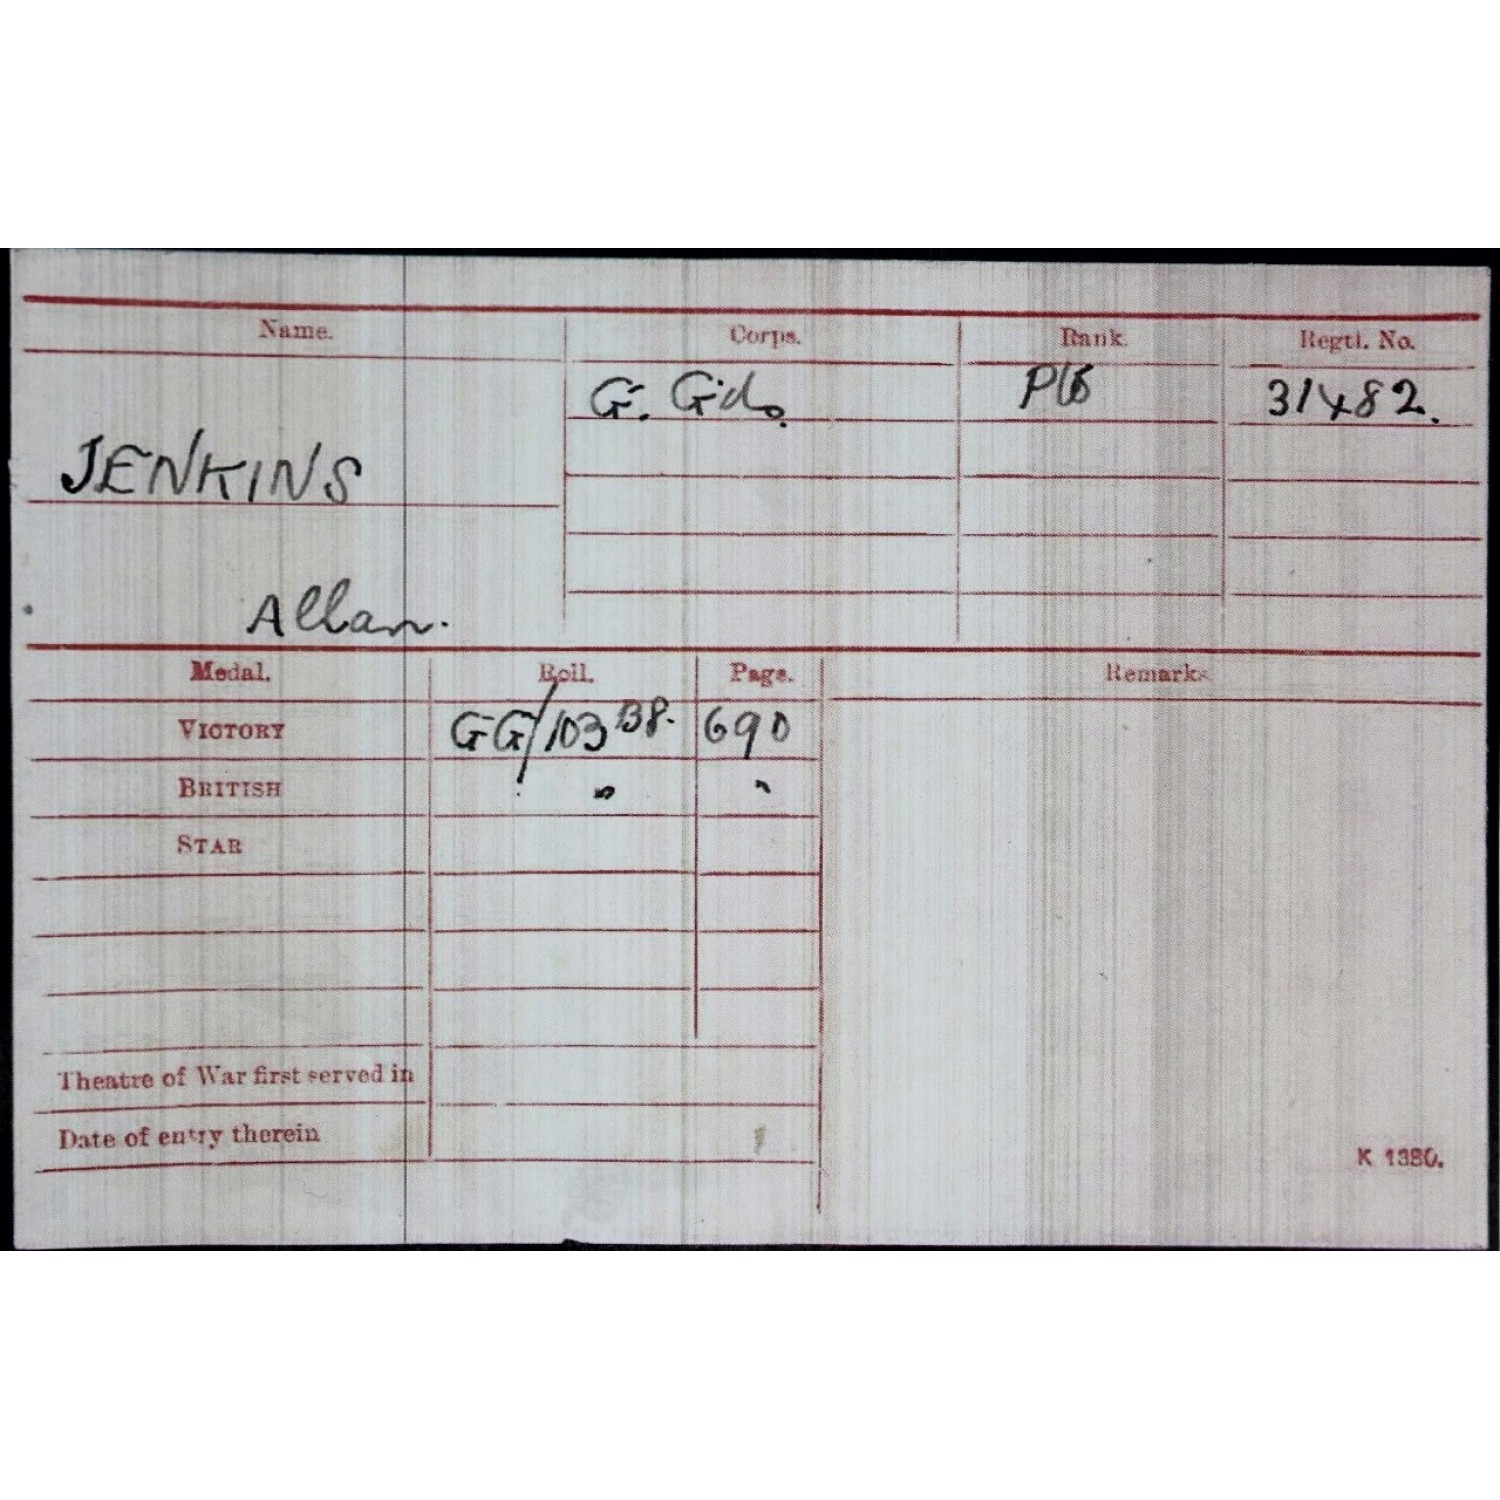 Name. Corps. Rank. Regtl. No.
G. Gds. Pte 31482.
JENKINS
Allan.
Medal. Roll. Page. Remarks.
VICTORY GG/103 B8. 690
BRITISH " "
STAR
Theatre of War first served in
Date of entry therein
K 1380.